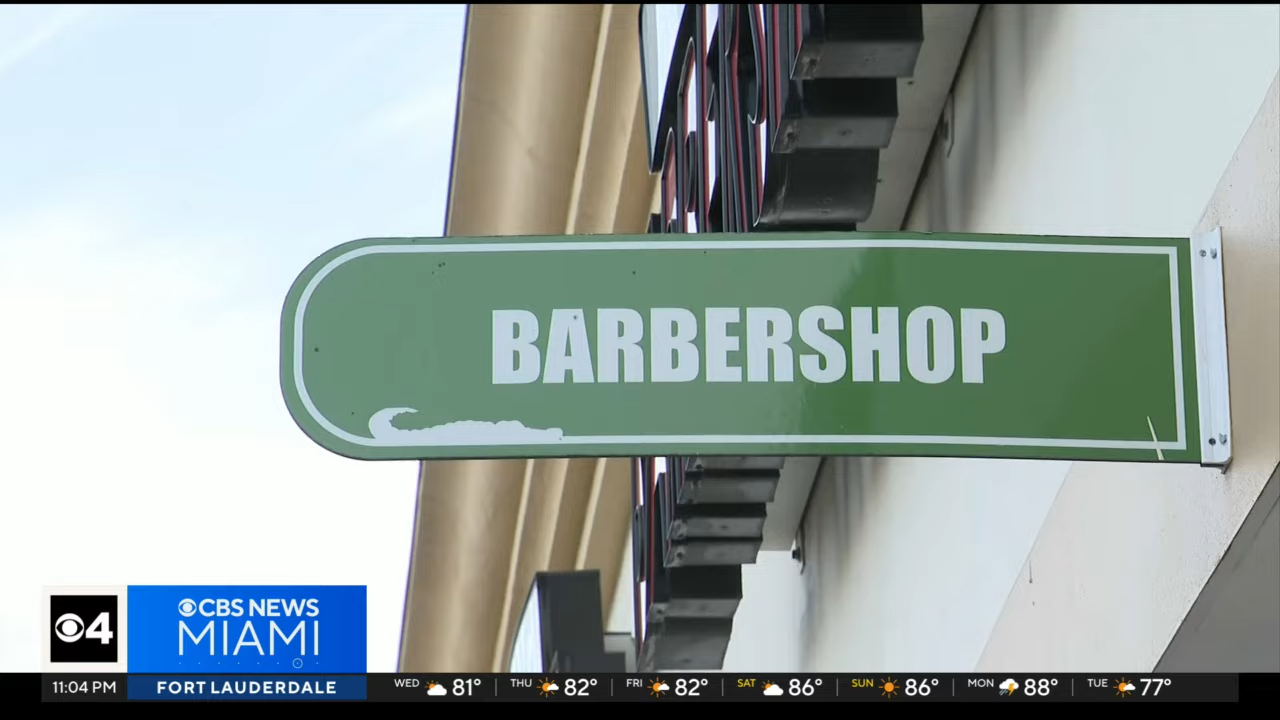 BARBERSHOP
4
CBS NEWS
MIAMI
11:04 PM
FORT LAUDERDALE
WED 81° THU 82° FRI 82° SAT 86° SUN 86° MON 88° TUE 77°